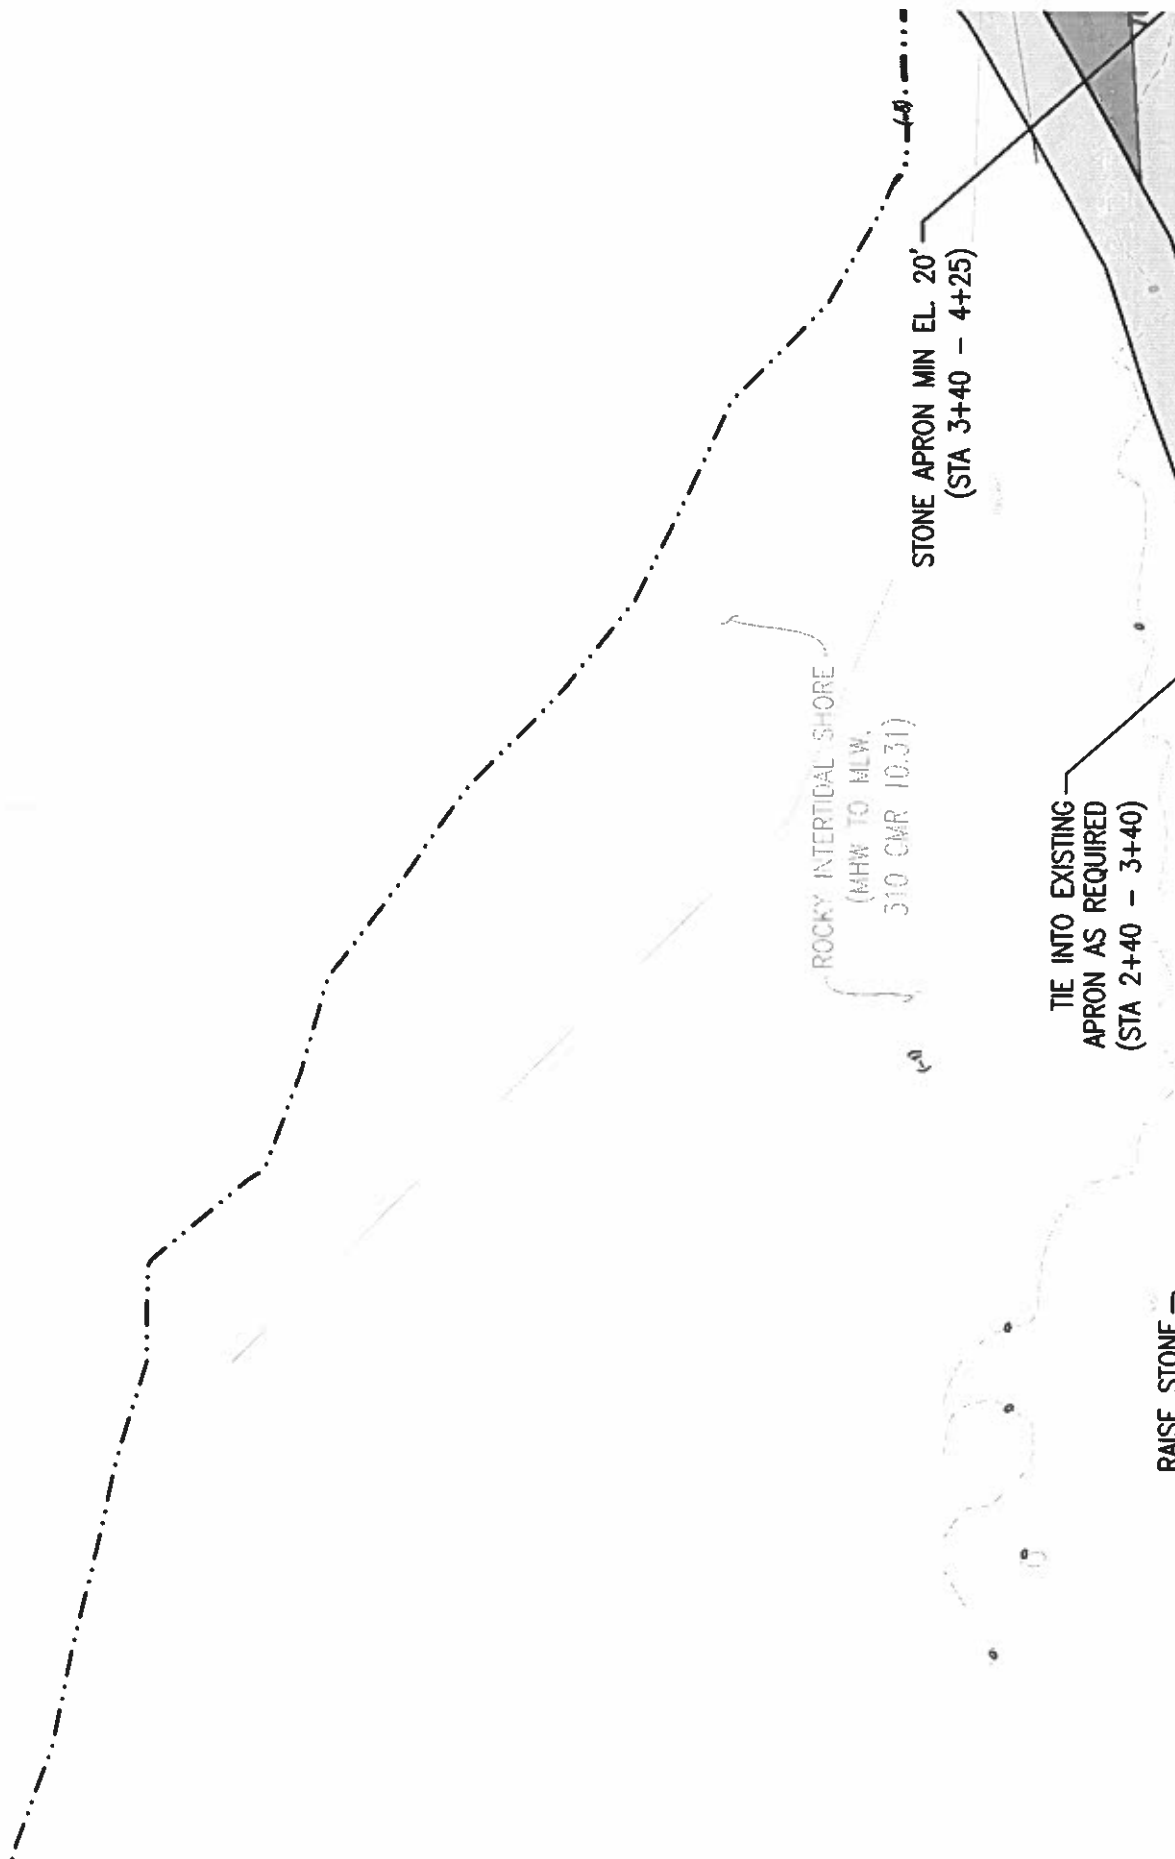 STONE APRON MIN EL. 20'
(STA 3+40 - 4+25)
ROCKY INTERTIDAL SHORE
(MHW TO MLW,
310 CMR 10.31)
TIE INTO EXISTING
APRON AS REQUIRED
(STA 2+40 - 3+40)
RAISE STONE